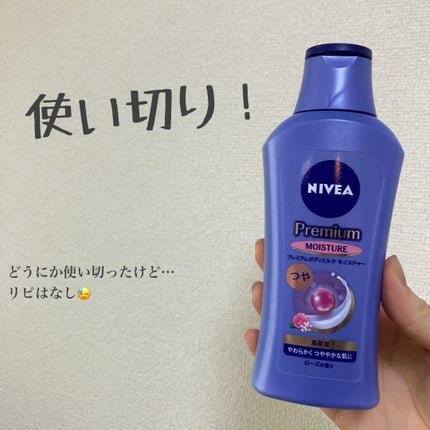 使い切り！
どうにか使い切ったけど…
リピはなし😓
NIVEA
Premium
MOISTURE
プレミアムボディミルク モイスチャー
つや
高保湿
やわらかく つややかな肌に
ローズの香り